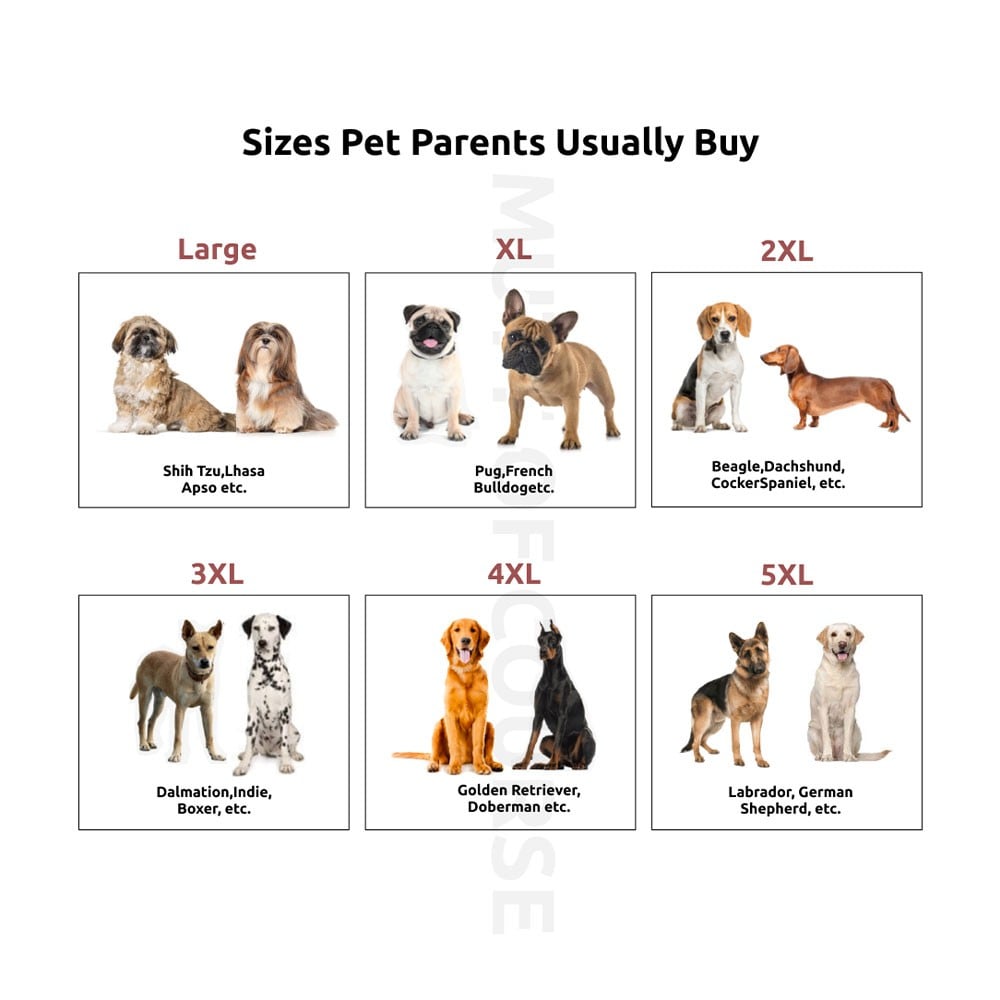 Sizes Pet Parents Usually Buy
Large
XL
2XL
Shih Tzu,Lhasa
Apso etc.
Pug,French
Bulldogetc.
Beagle,Dachshund,
CockerSpaniel, etc.
3XL
4XL
5XL
Dalmation,Indie,
Boxer, etc.
Golden Retriever,
Doberman etc.
Labrador, German
Shepherd, etc.
MUTT OF COURSE